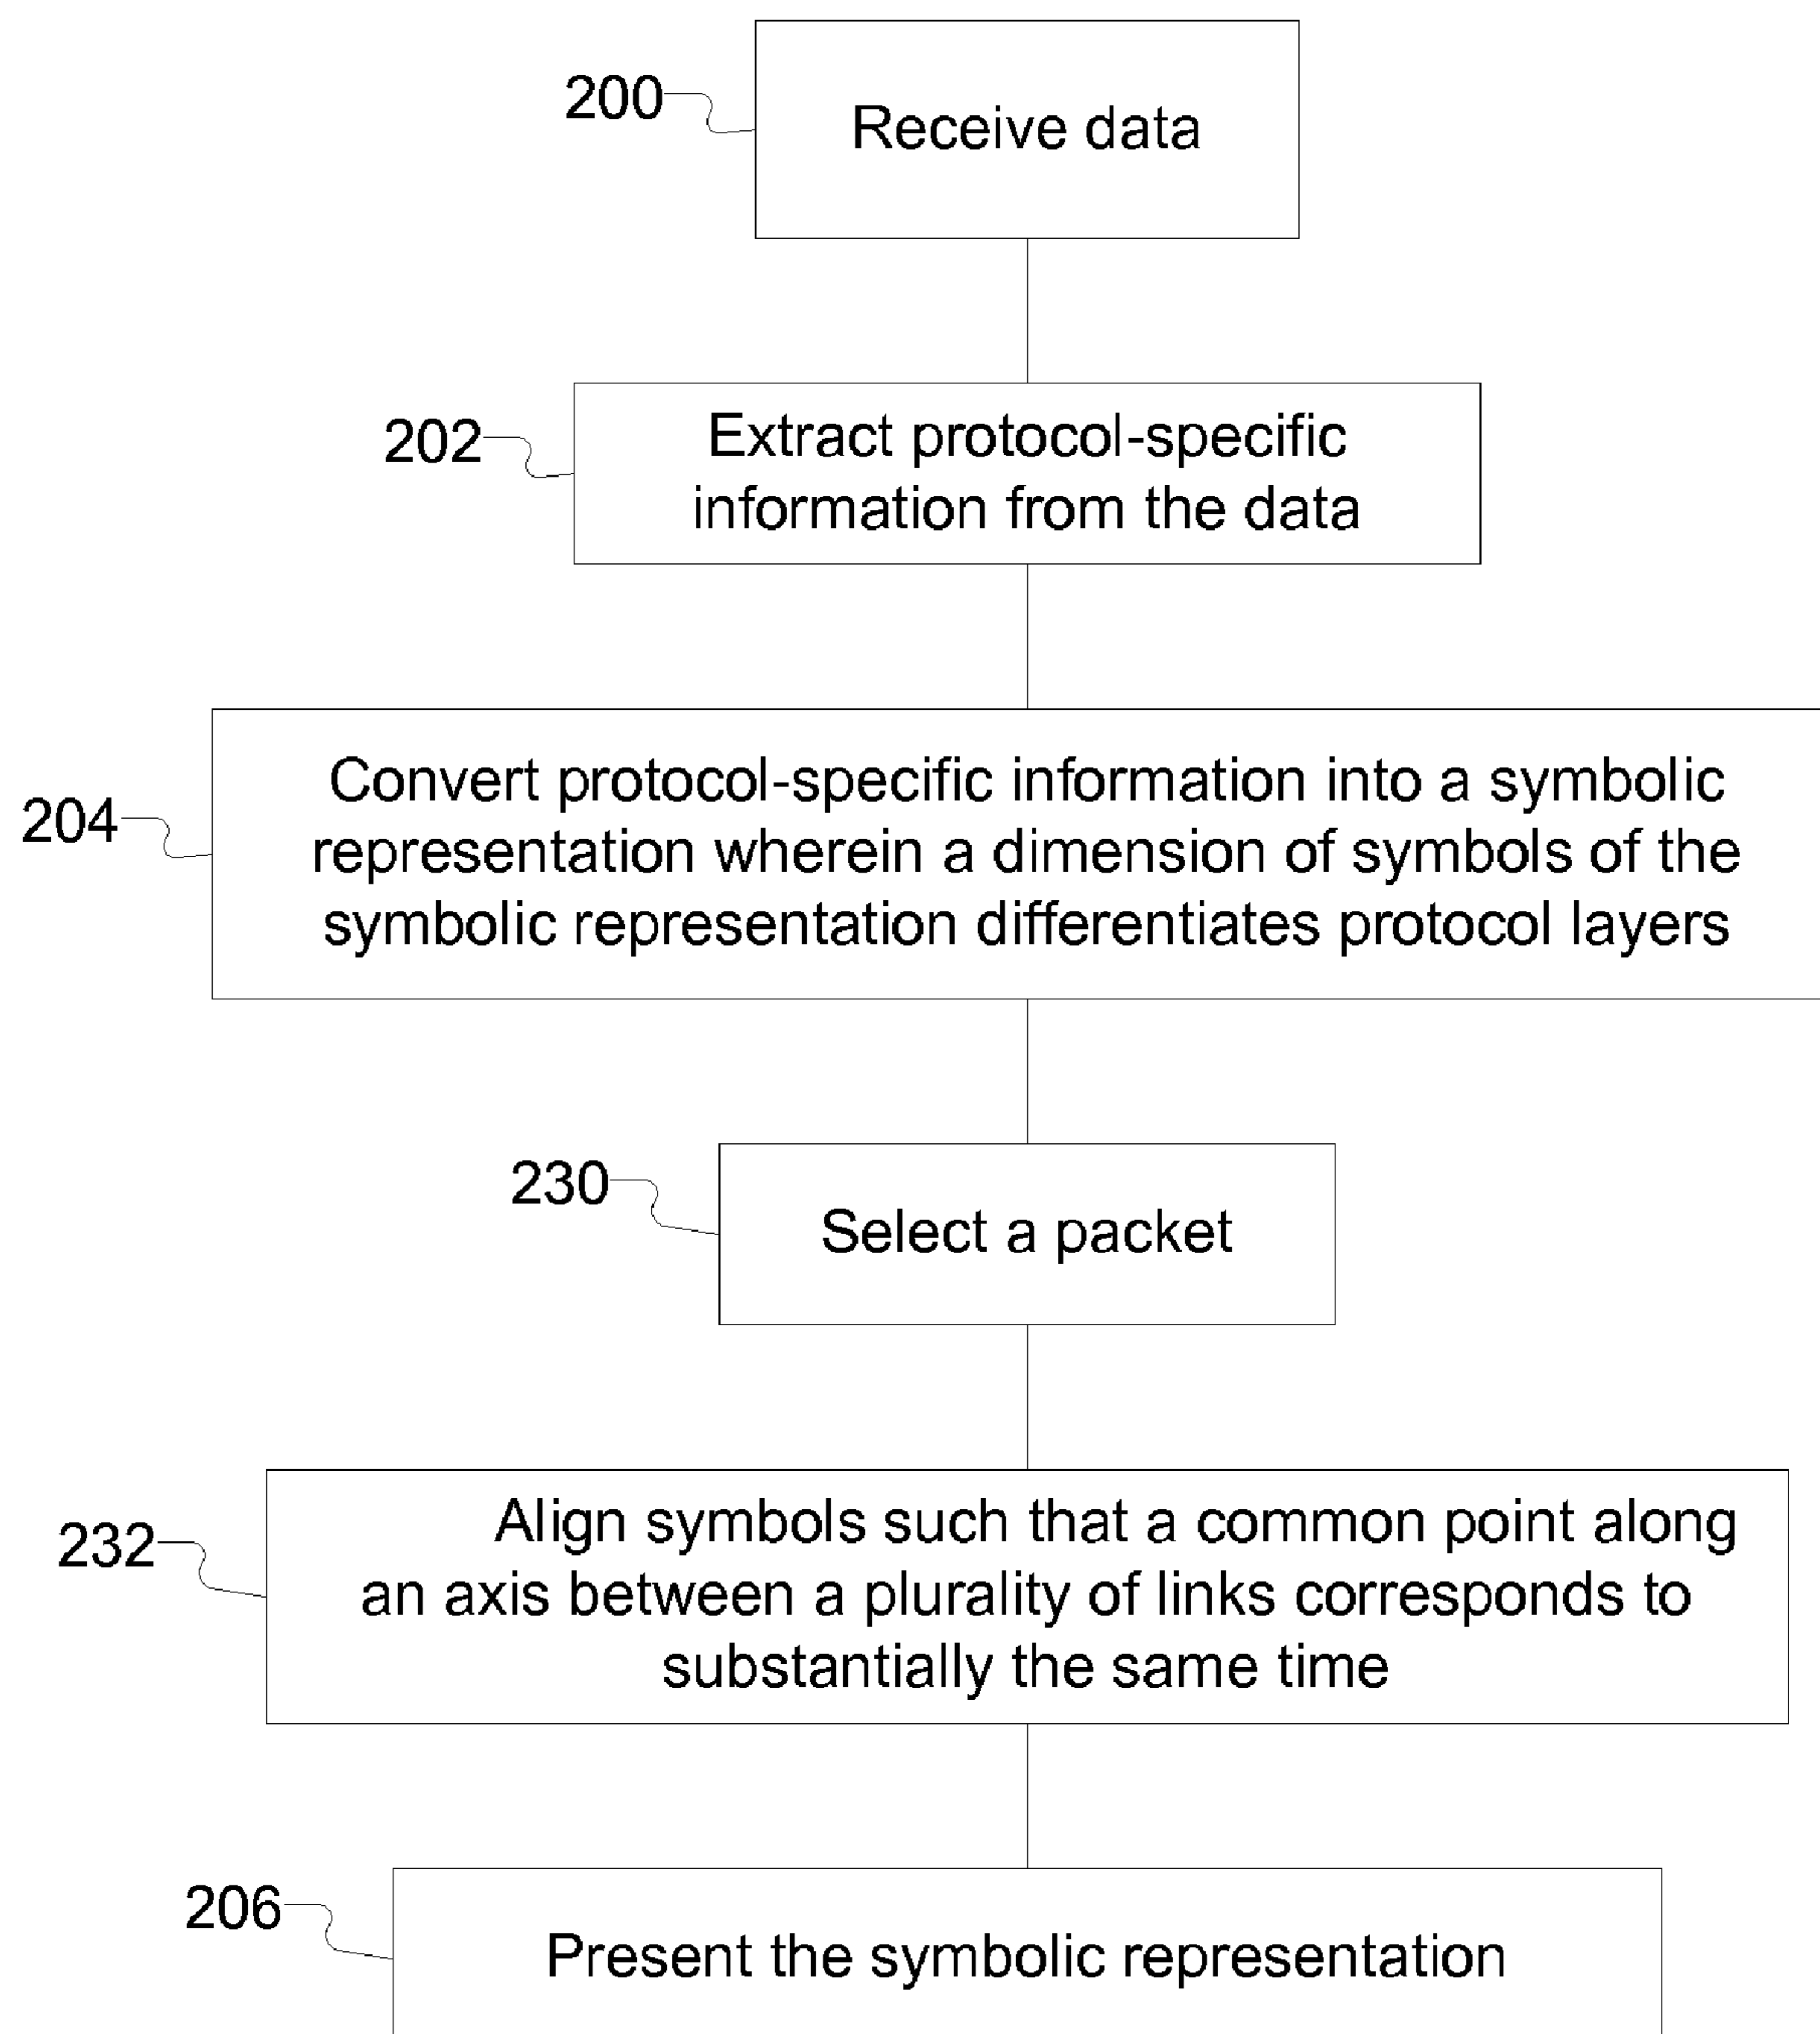 200
Receive data
202
Extract protocol-specific
information from the data
204
Convert protocol-specific information into a symbolic
representation wherein a dimension of symbols of the
symbolic representation differentiates protocol layers
230
Select a packet
232
Align symbols such that a common point along
an axis between a plurality of links corresponds to
substantially the same time
206
Present the symbolic representation